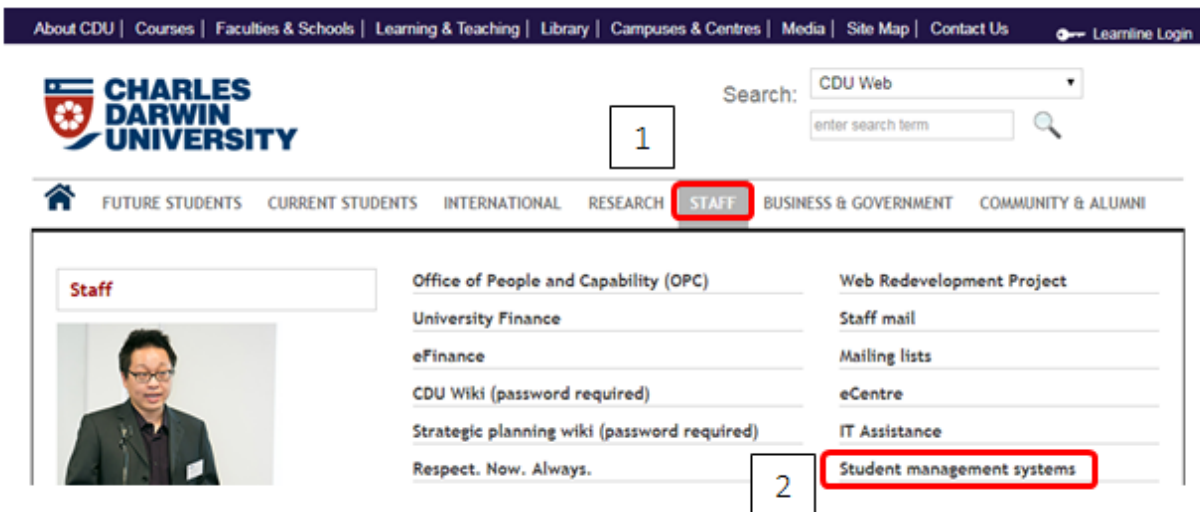 About CDU | Courses | Faculties & Schools | Learning & Teaching | Library | Campuses & Centres | Media | Site Map | Contact Us Learnline Login
CHARLES
DARWIN
UNIVERSITY
Search: CDU Web
enter search term
1
FUTURE STUDENTS CURRENT STUDENTS INTERNATIONAL RESEARCH STAFF BUSINESS & GOVERNMENT COMMUNITY & ALUMNI
Staff
Office of People and Capability (OPC)
University Finance
eFinance
CDU Wiki (password required)
Strategic planning wiki (password required)
Respect. Now. Always.
Web Redevelopment Project
Staff mail
Mailing lists
eCentre
IT Assistance
Student management systems
2